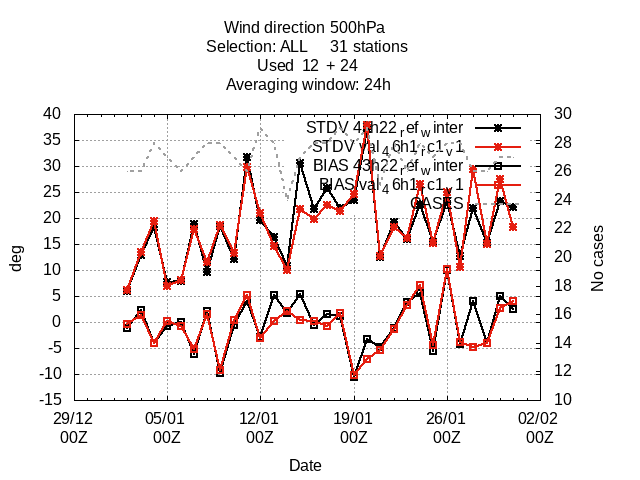 Wind direction 500hPa
Selection: ALL 31 stations
Used 12 + 24
Averaging window: 24h
40 30
STDV 43h22_ref_winter
35 28
STDV val_46h1_rc1_v1
30 26
BIAS 43h22_ref_winter
BIAS val_46h1_rc1_v1
25 24
CASES
20 22
15
deg
10 20
No cases
5 18
0 16
-5 14
-10 12
-15 10
29/12 05/01 12/01 19/01 26/01 02/02
00Z 00Z 00Z 00Z 00Z 00Z
Date